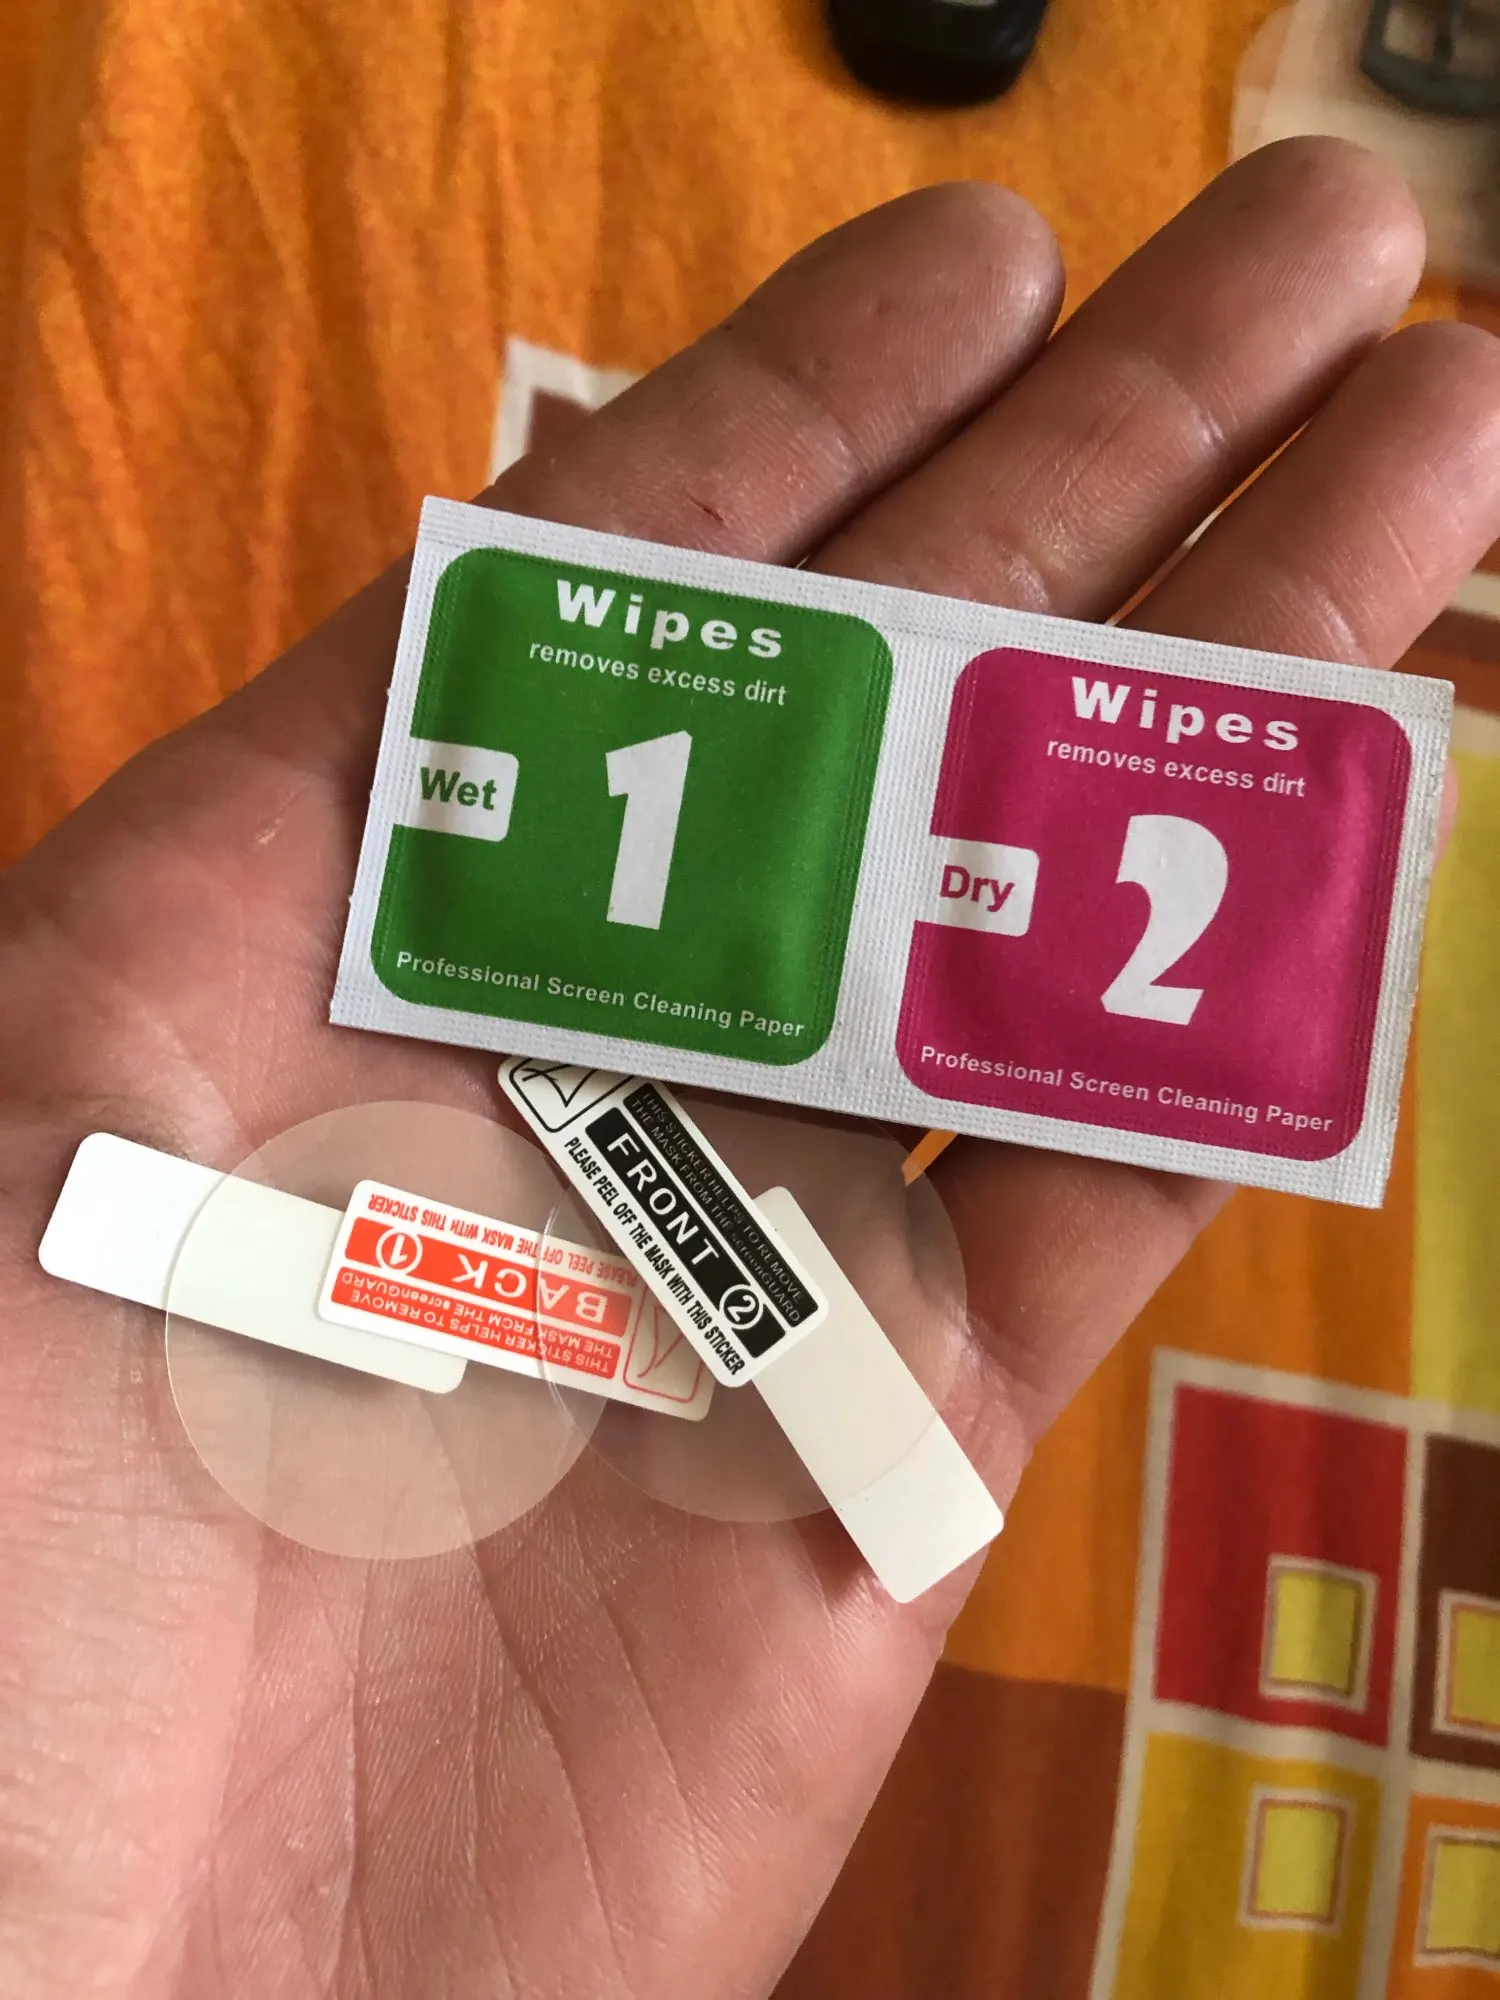 Wipes
removes excess dirt
Wet
1
Professional Screen Cleaning Paper
Wipes
removes excess dirt
Dry
2
Professional Screen Cleaning Paper
THIS STICKER HELPS TO REMOVE
THE MASK FROM THE screenGUARD
FRONT 2
PLEASE PEEL OFF THE MASK WITH THIS STICKER
THIS STICKER HELPS TO REMOVE
THE MASK FROM THE screenGUARD
BACK 1
PLEASE PEEL OFF THE MASK WITH THIS STICKER